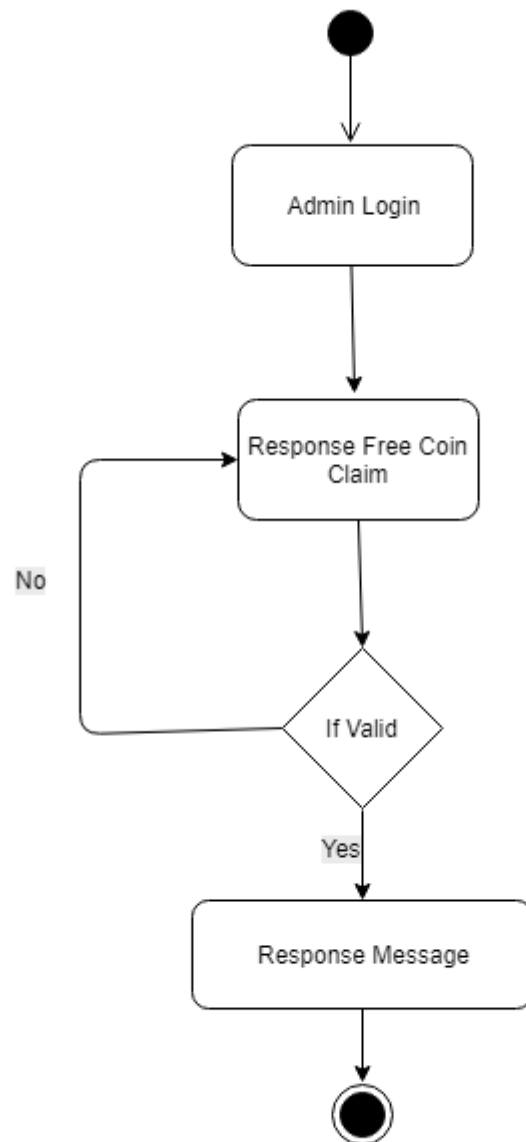 Admin Login
Response Free Coin
Claim
No
If Valid
Yes
Response Message